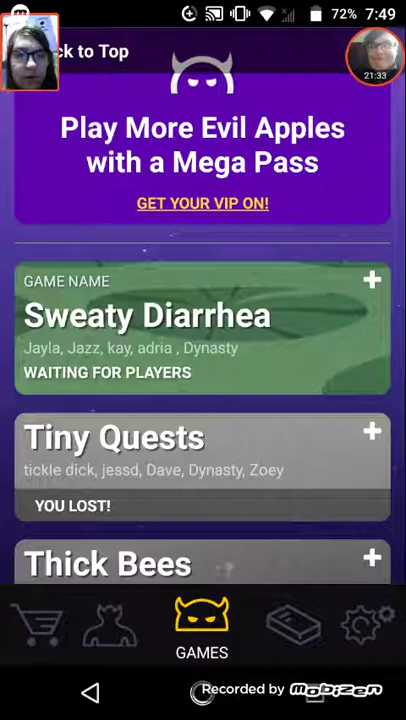 72% 7:49
ck to Top
21:33
Play More Evil Apples
with a Mega Pass
GET YOUR VIP ON!
GAME NAME
Sweaty Diarrhea
Jayla, Jazz, kay, adria , Dynasty
WAITING FOR PLAYERS
Tiny Quests
tickle dick, jessd, Dave, Dynasty, Zoey
YOU LOST!
Thick Bees
GAMES
Recorded by Mobizen